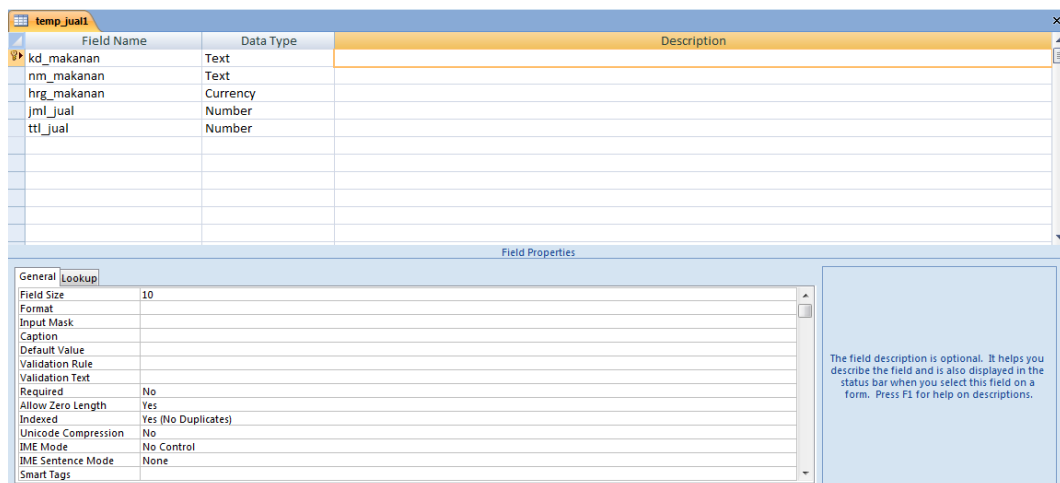 temp_jual1
Field Name Data Type Description
kd_makanan Text
nm_makanan Text
hrg_makanan Currency
jml_jual Number
ttl_jual Number
Field Properties
General Lookup
Field Size 10
Format
Input Mask
Caption
Default Value
Validation Rule
Validation Text
Required No
Allow Zero Length Yes
Indexed Yes (No Duplicates)
Unicode Compression No
IME Mode No Control
IME Sentence Mode None
Smart Tags
The field description is optional. It helps you
describe the field and is also displayed in the
status bar when you select this field on a
form. Press F1 for help on descriptions.